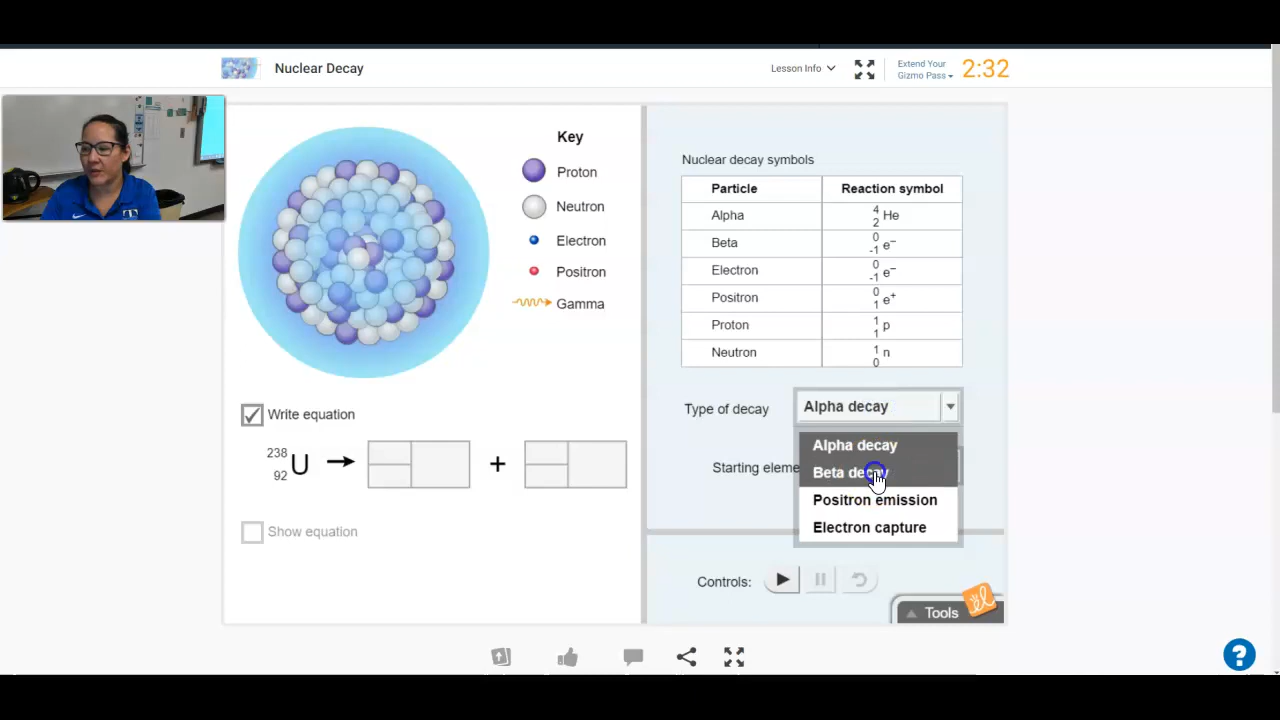 Nuclear Decay
Lesson Info
Extend Your
Gizmo Pass
2:32
Key
Proton
Neutron
Electron
Positron
Gamma
Write equation
238
92 U → +
Show equation
Nuclear decay symbols
Particle Reaction symbol
Alpha 4 2 He
Beta 0 -1 e−
Electron 0 -1 e−
Positron 0 1 e+
Proton 1 1 p
Neutron 1 0 n
Type of decay Alpha decay
Alpha decay
Beta decay
Positron emission
Electron capture
Starting eleme
Controls:
Tools
?